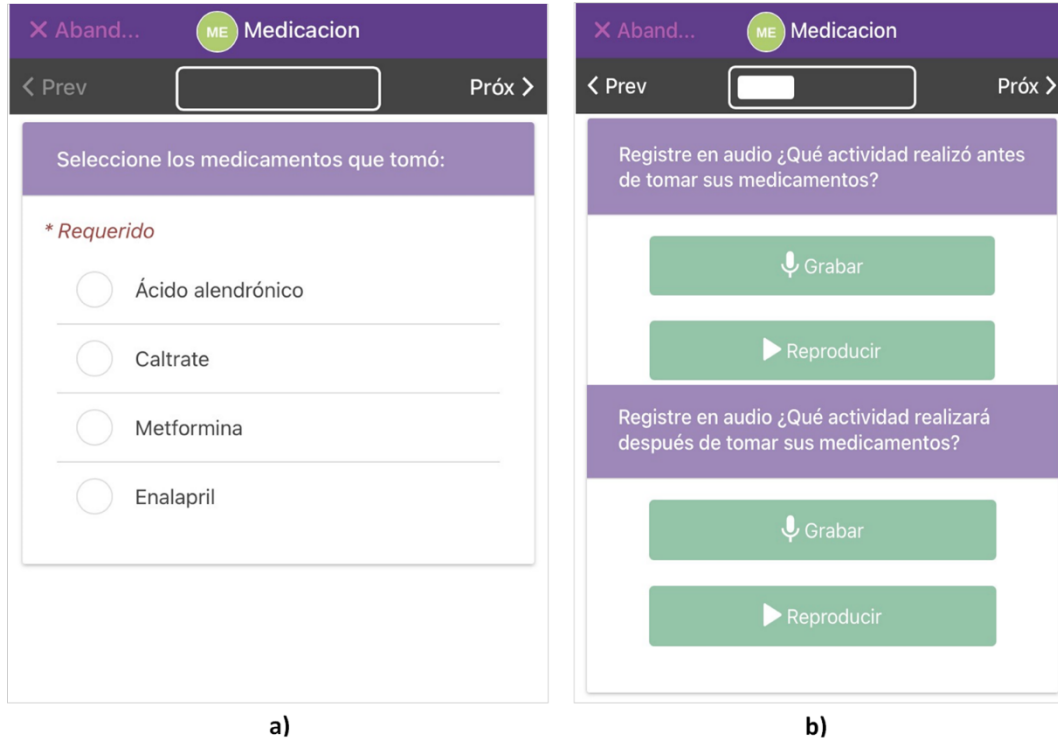 Aband...
ME Medicacion
Prev
Próx
Seleccione los medicamentos que tomó:
* Requerido
Ácido alendrónico
Caltrate
Metformina
Enalapril
a)
Aband...
ME Medicacion
Prev
Próx
Registre en audio ¿Qué actividad realizó antes
de tomar sus medicamentos?
Grabar
Reproducir
Registre en audio ¿Qué actividad realizará
después de tomar sus medicamentos?
Grabar
Reproducir
b)